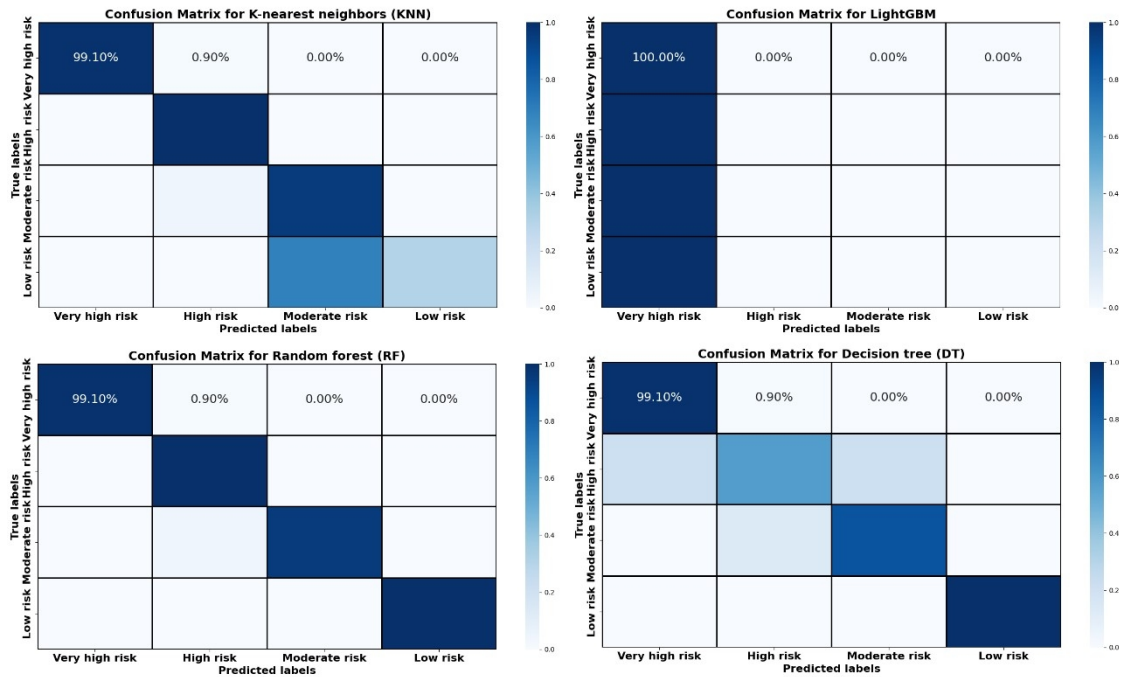 Confusion Matrix for K-nearest neighbors (KNN)
True labels
Very high risk
High risk
Moderate risk
Low risk
99.10% 0.90% 0.00% 0.00%
Very high risk High risk Moderate risk Low risk
Predicted labels
1.0
0.8
0.6
0.4
0.2
0.0
Confusion Matrix for LightGBM
True labels
Very high risk
High risk
Moderate risk
Low risk
100.00% 0.00% 0.00% 0.00%
Very high risk High risk Moderate risk Low risk
Predicted labels
1.0
0.8
0.6
0.4
0.2
0.0
Confusion Matrix for Random forest (RF)
True labels
Very high risk
High risk
Moderate risk
Low risk
99.10% 0.90% 0.00% 0.00%
Very high risk High risk Moderate risk Low risk
Predicted labels
1.0
0.8
0.6
0.4
0.2
0.0
Confusion Matrix for Decision tree (DT)
True labels
Very high risk
High risk
Moderate risk
Low risk
99.10% 0.90% 0.00% 0.00%
Very high risk High risk Moderate risk Low risk
Predicted labels
1.0
0.8
0.6
0.4
0.2
0.0